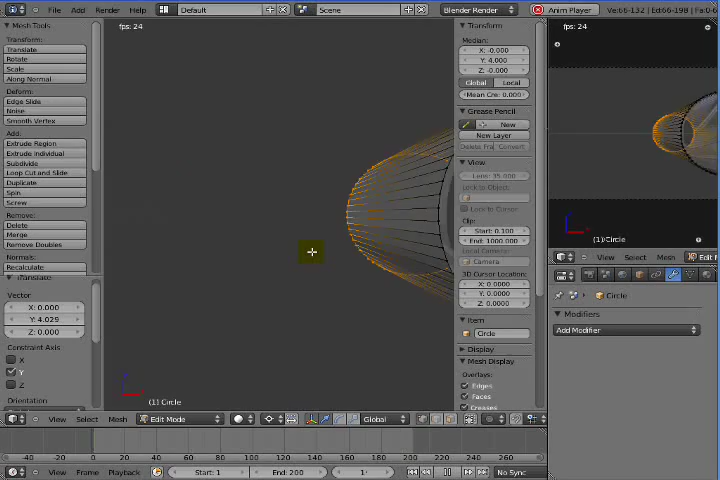 File Add Render Help Default Scene Blender Render Anim Player Ve:66-132 Ed:66-198 Fa:0-6
Mesh Tools
Transform:
Translate
Rotate
Scale
Along Normal
Deform:
Edge Slide
Noise
Smooth Vertex
Add:
Extrude Region
Extrude Individual
Subdivide
Loop Cut and Slide
Duplicate
Spin
Screw
Remove:
Delete
Merge
Remove Doubles
Normals:
Recalculate
Translate
Vector
X: 0.000
Y: 4.029
Z: 0.000
Constraint Axis
X
Y
Z
Orientation
fps: 24
(1) Circle
Transform
Median:
X: -0.000
Y: 4.000
Z: -0.000
Global Local
Mean Cre: 0.000
Grease Pencil
New
New Layer
Delete Fra Convert
View
Lens: 35.000
Lock to Object:
Lock to Cursor
Clip:
Start: 0.100
End: 1000.000
Local Camera:
Camera
3D Cursor Location:
X: 0.0000
Y: 0.0000
Z: 0.0000
Item
Circle
Display
Mesh Display
Overlays:
Edges
Faces
Creases
fps: 24
(1) Circle
View Select Mesh Edit M
Circle
Modifiers
Add Modifier
View Select Mesh Edit Mode Global
-40 -20 0 20 40 60 80 100 120 140 160 180 200 220 240 260
View Frame Playback Start: 1 End: 200 1 No Sync